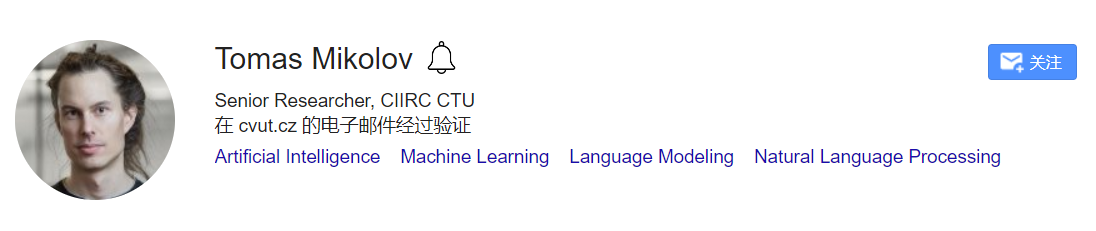 Tomas Mikolov
关注
Senior Researcher, CIIRC CTU
在 cvut.cz 的电子邮件经过验证
Artificial Intelligence Machine Learning Language Modeling Natural Language Processing